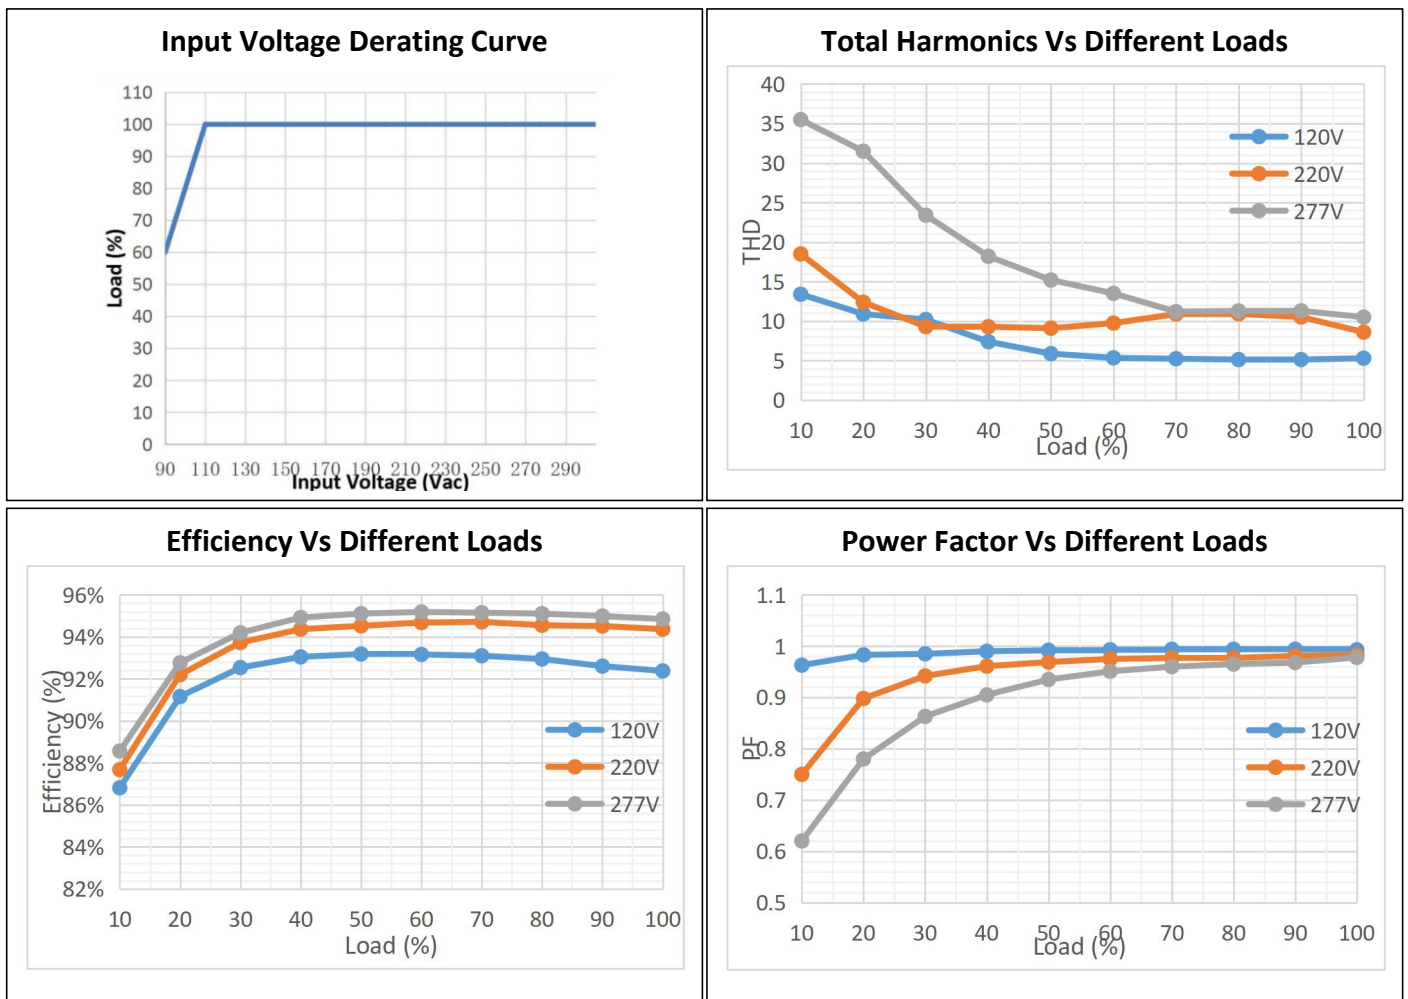 Input Voltage Derating Curve
110
100
90
80
70
60
50
40
30
20
10
0
Load (%)
90 110 130 150 170 190 210 230 250 270 290
Input Voltage (Vac)
Total Harmonics Vs Different Loads
40
35
30
25
20
15
10
5
0
THD
120V
220V
277V
10 20 30 40 50 60 70 80 90 100
Load (%)
Efficiency Vs Different Loads
96%
94%
92%
90%
88%
86%
84%
82%
Efficiency (%)
120V
220V
277V
10 20 30 40 50 60 70 80 90 100
Load (%)
Power Factor Vs Different Loads
1.1
1
0.9
0.8
0.7
0.6
0.5
PF
120V
220V
277V
10 20 30 40 50 60 70 80 90 100
Load (%)